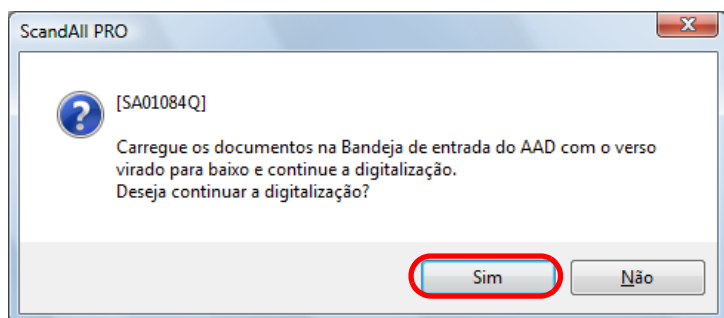 ScandAll PRO
[SA01084Q]
Carregue os documentos na Bandeja de entrada do AAD com o verso
virado para baixo e continue a digitalização.
Deseja continuar a digitalização?
Sim Não